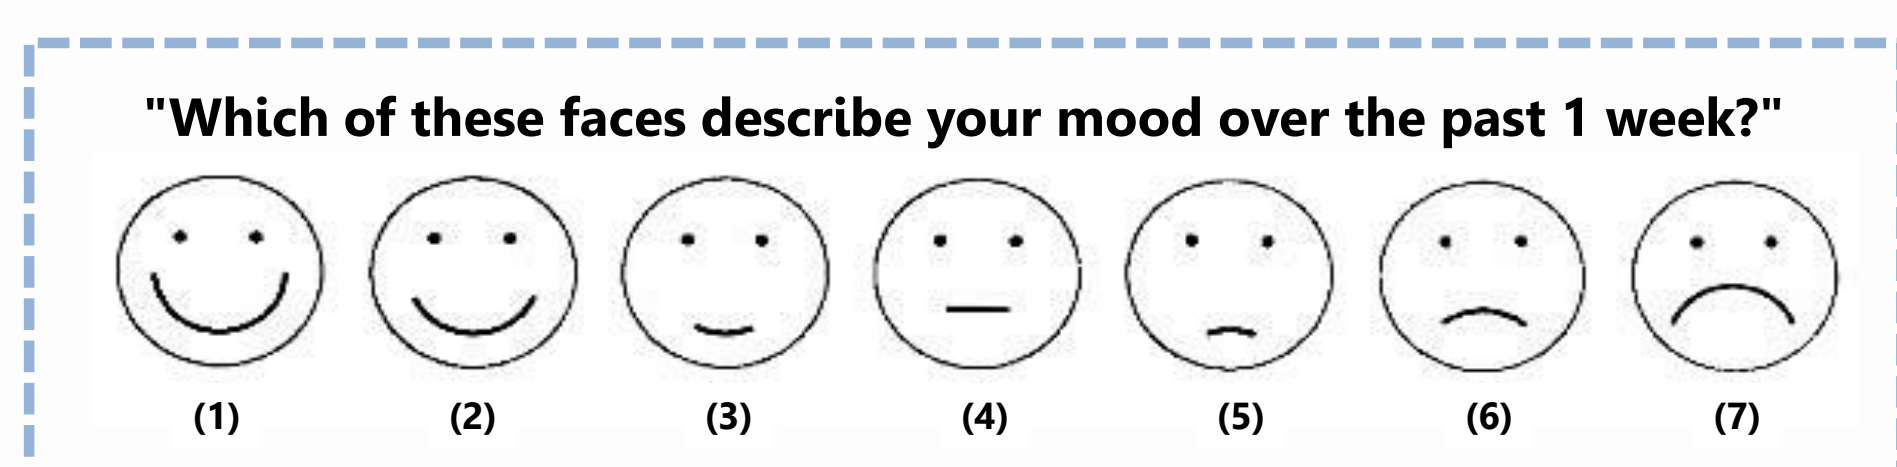 "Which of these faces describe your mood over the past 1 week?"
(1) (2) (3) (4) (5) (6) (7)